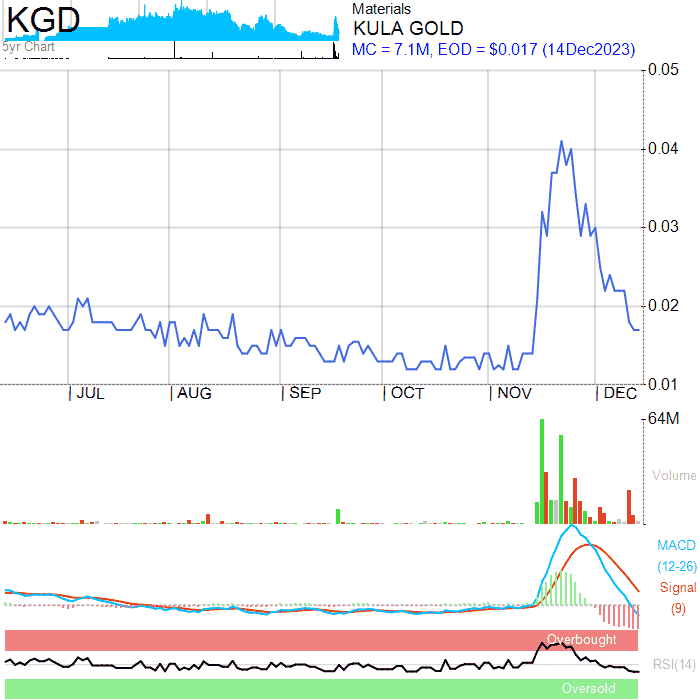 KGD
5yr Chart
Materials
KULA GOLD
MC = 7.1M, EOD = $0.017 (14Dec2023)
0.05
0.04
0.03
0.02
0.01
JUL AUG SEP OCT NOV DEC
64M
Volume
MACD
(12-26)
Signal
(9)
Overbought
RSI(14)
Oversold